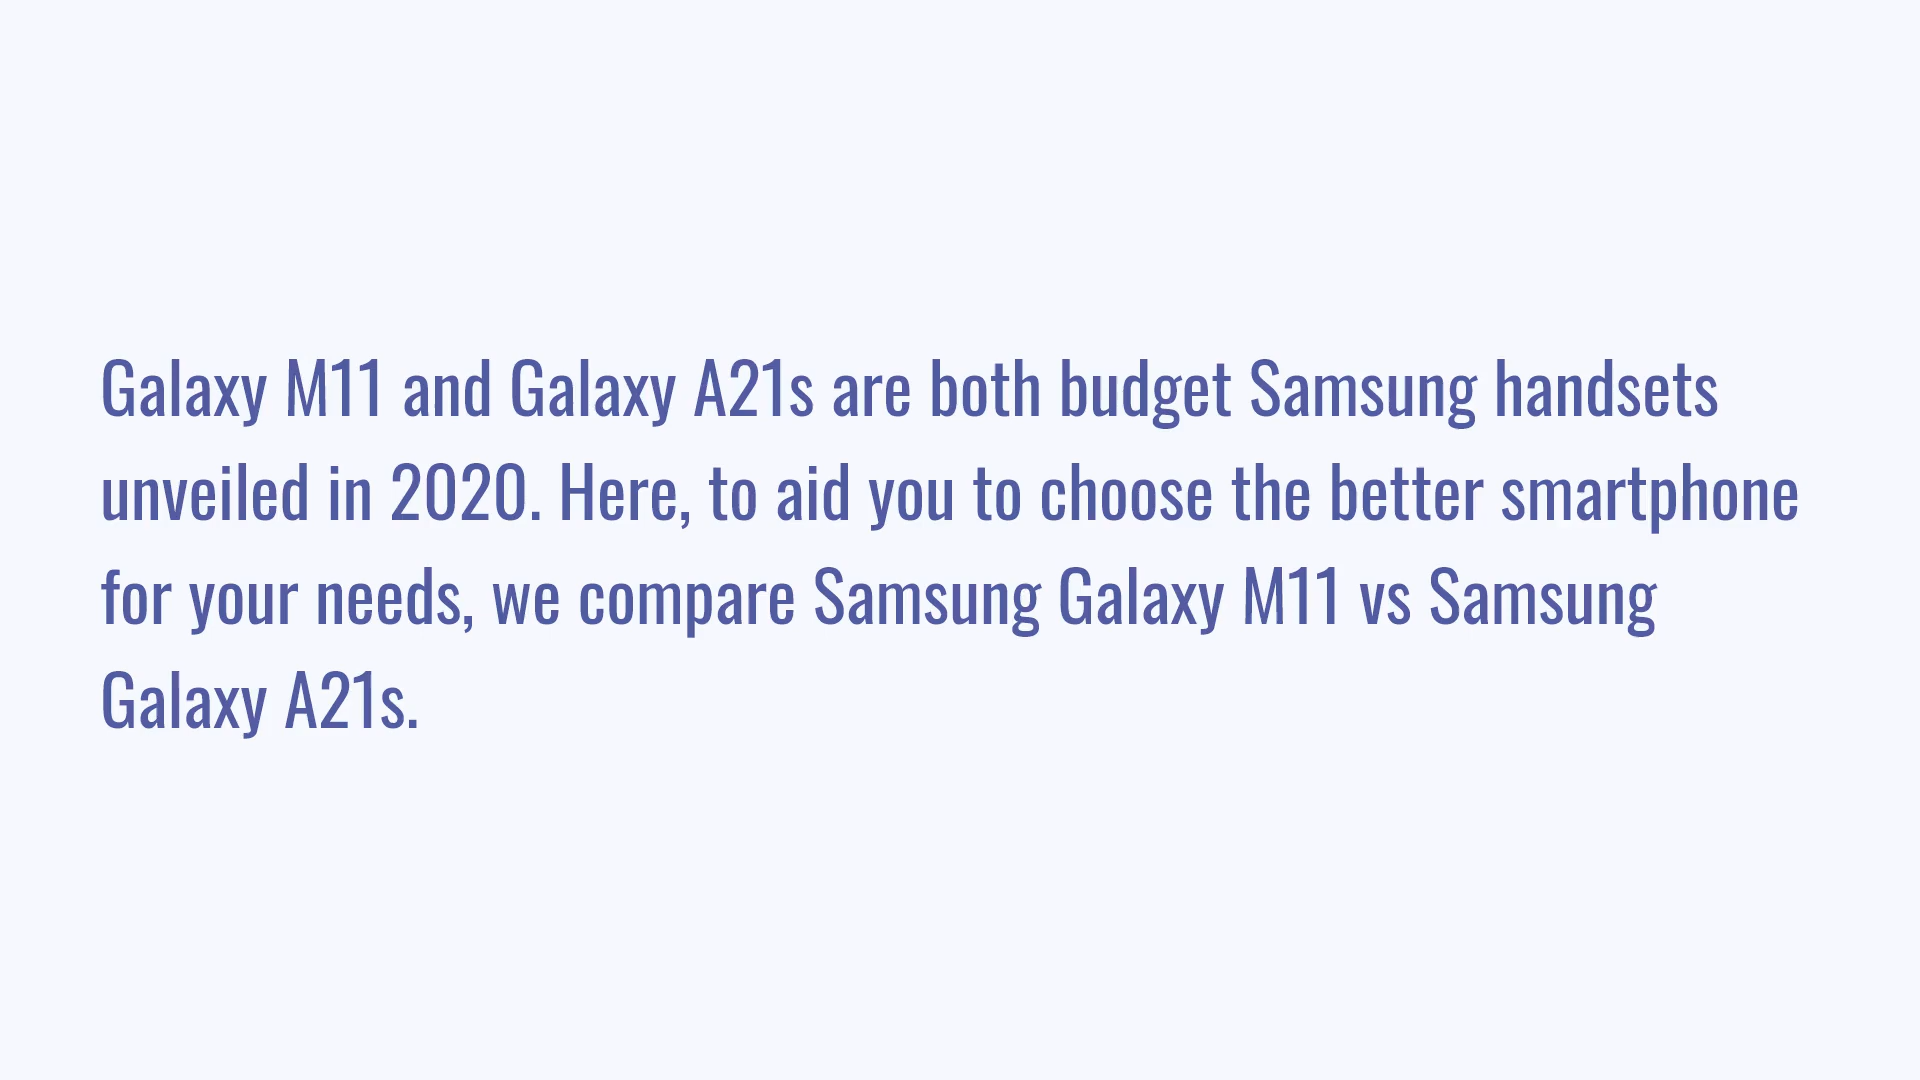 Galaxy M11 and Galaxy A21s are both budget Samsung handsets
unveiled in 2020. Here, to aid you to choose the better smartphone
for your needs, we compare Samsung Galaxy M11 vs Samsung
Galaxy A21s.